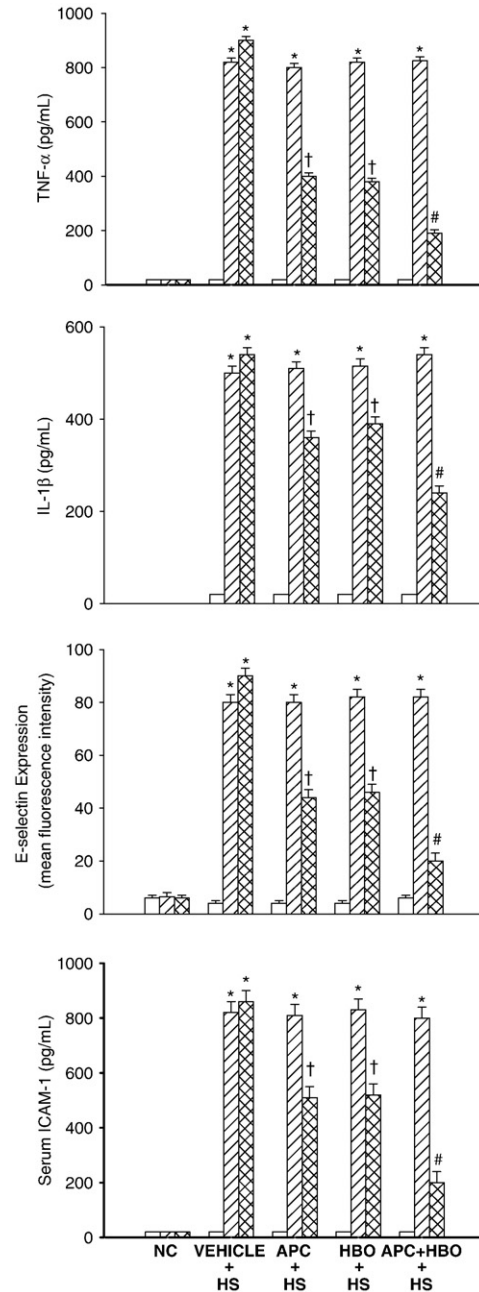 1000
800
600
400
200
0
TNF-α (pg/mL)
* * * * *
† † #
600
400
200
0
IL-1β (pg/mL)
* * * * *
† † #
100
80
60
40
20
0
E-selectin Expression
(mean fluorescence intensity)
* * * * *
† † #
1000
800
600
400
200
0
Serum ICAM-1 (pg/mL)
* * * * *
† † #
NC VEHICLE APC HBO APC+HBO
+ + + +
HS HS HS HS